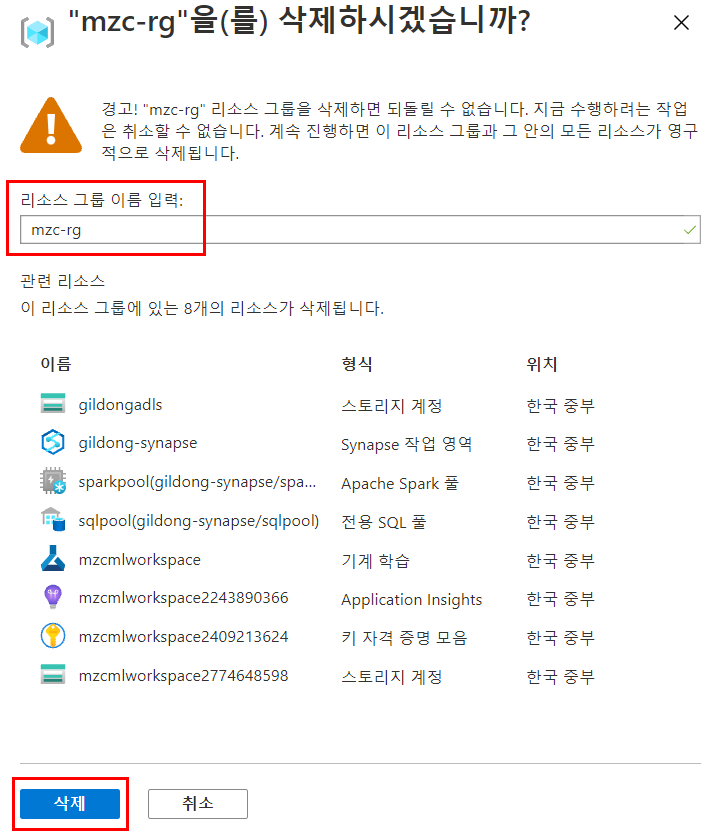 "mzc-rg"을(를) 삭제하시겠습니까?
경고! "mzc-rg" 리소스 그룹을 삭제하면 되돌릴 수 없습니다. 지금 수행하려는 작업
은 취소할 수 없습니다. 계속 진행하면 이 리소스 그룹과 그 안의 모든 리소스가 영구
적으로 삭제됩니다.
리소스 그룹 이름 입력:
mzc-rg
관련 리소스
이 리소스 그룹에 있는 8개의 리소스가 삭제됩니다.
이름 형식 위치
gildongadls 스토리지 계정 한국 중부
gildong-synapse Synapse 작업 영역 한국 중부
sparkpool(gildong-synapse/spa... Apache Spark 풀 한국 중부
sqlpool(gildong-synapse/sqlpool) 전용 SQL 풀 한국 중부
mzcmlworkspace 기계 학습 한국 중부
mzcmlworkspace2243890366 Application Insights 한국 중부
mzcmlworkspace2409213624 키 자격 증명 모음 한국 중부
mzcmlworkspace2774648598 스토리지 계정 한국 중부
삭제 취소